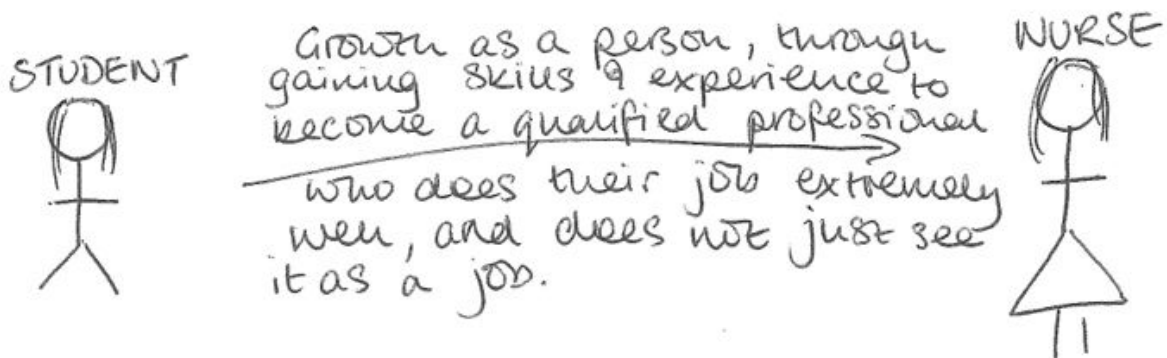 STUDENT
Growth as a person, through
gaining skills & experience to
become a qualified professional
who does their job extremely
well, and does not just see
it as a job.
NURSE